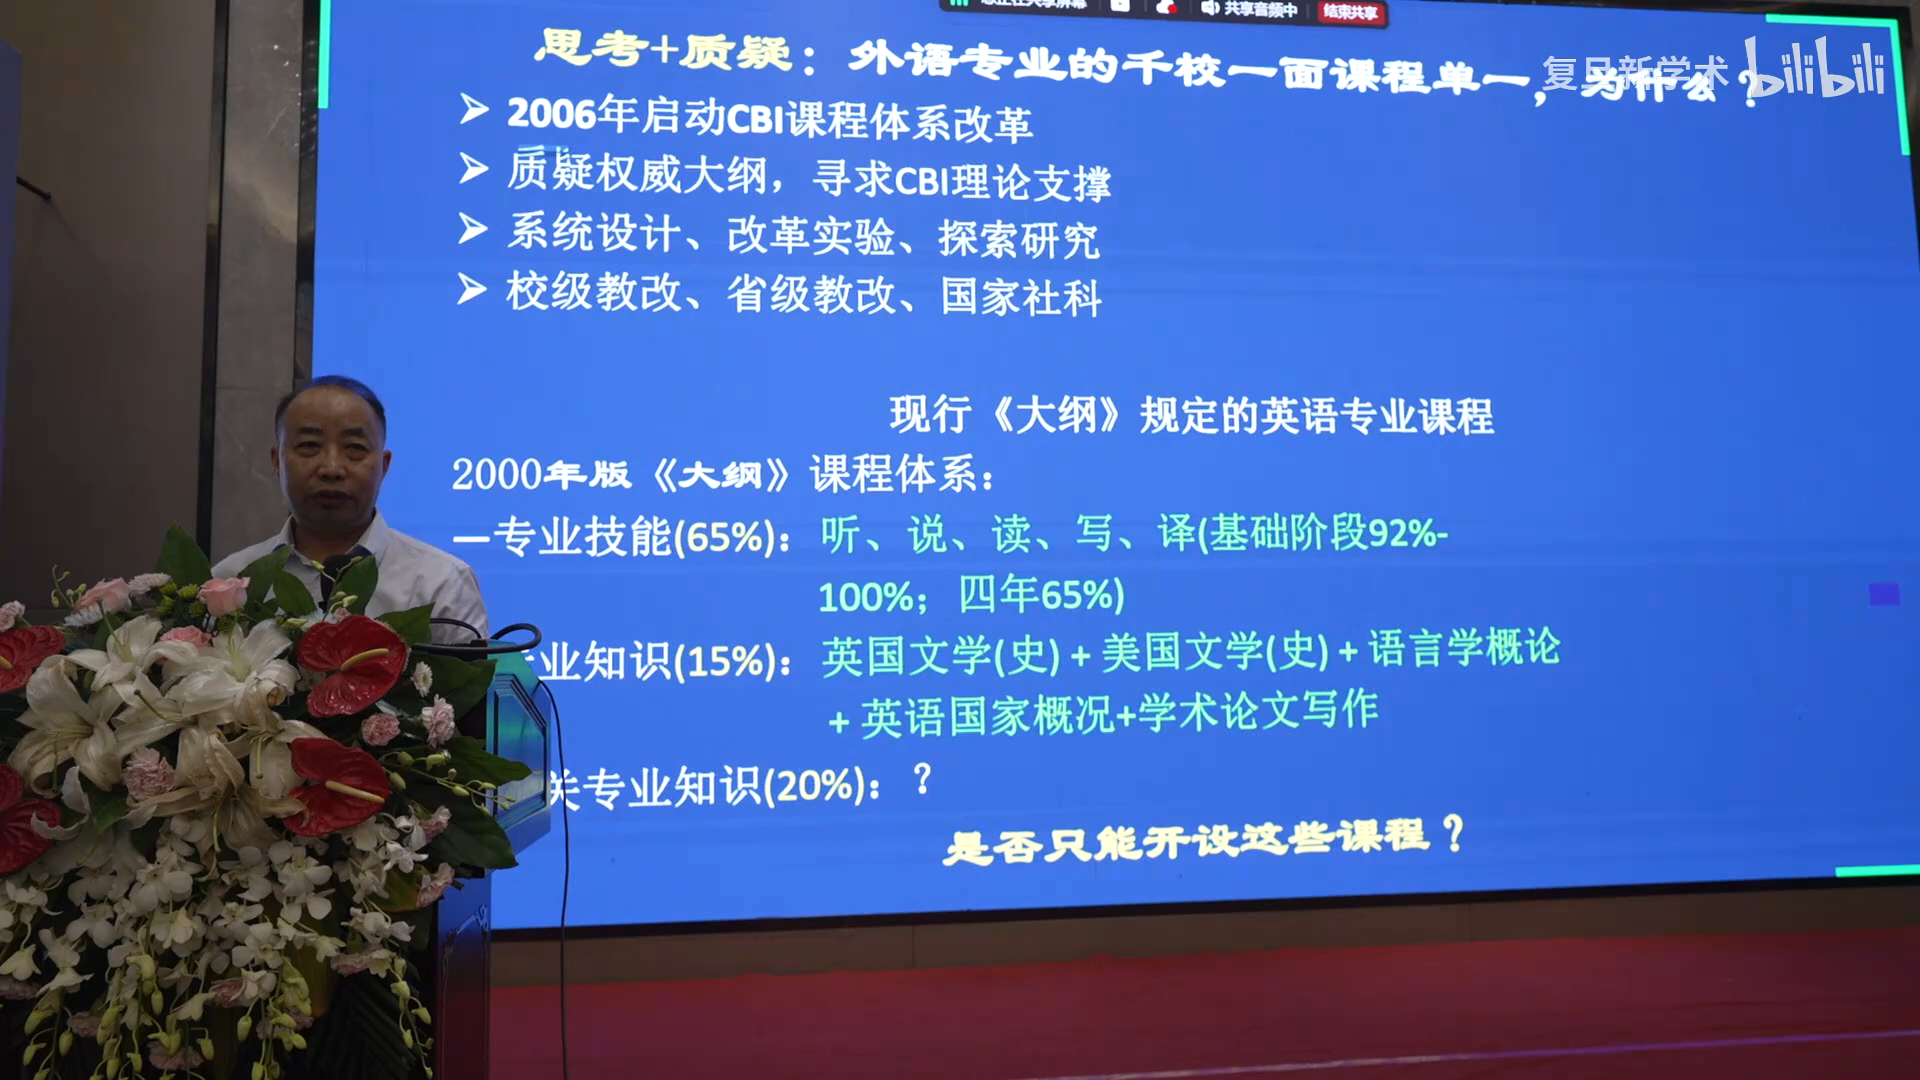 您正在共享屏幕 共享音频中 结束共享
复旦新学术 bilibili
思考+质疑：外语专业的千校一面课程单一，为什么？
➢ 2006年启动CBI课程体系改革
➢ 质疑权威大纲，寻求CBI理论支撑
➢ 系统设计、改革实验、探索研究
➢ 校级教改、省级教改、国家社科
现行《大纲》规定的英语专业课程
2000年版《大纲》课程体系：
—专业技能(65%)：听、说、读、写、译(基础阶段92%-
100%；四年65%)
业知识(15%)：英国文学(史)+美国文学(史)+语言学概论
+英语国家概况+学术论文写作
关专业知识(20%)：？
是否只能开设这些课程？